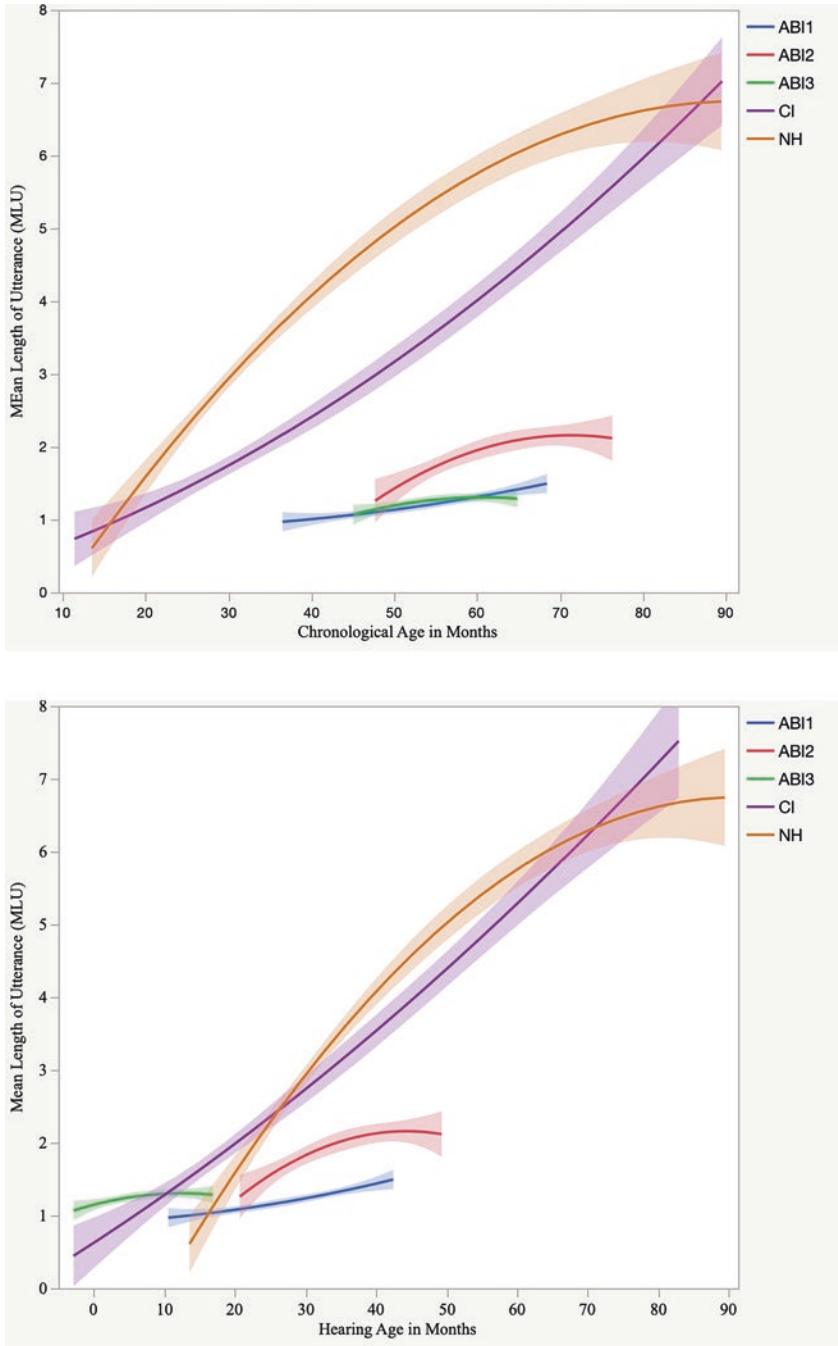 8
7
6
5
4
3
2
1
0
MEan Length of Utterance (MLU)
10 20 30 40 50 60 70 80 90
Chronological Age in Months
ABI1
ABI2
ABI3
CI
NH
8
7
6
5
4
3
2
1
0
Mean Length of Utterance (MLU)
0 10 20 30 40 50 60 70 80 90
Hearing Age in Months
ABI1
ABI2
ABI3
CI
NH